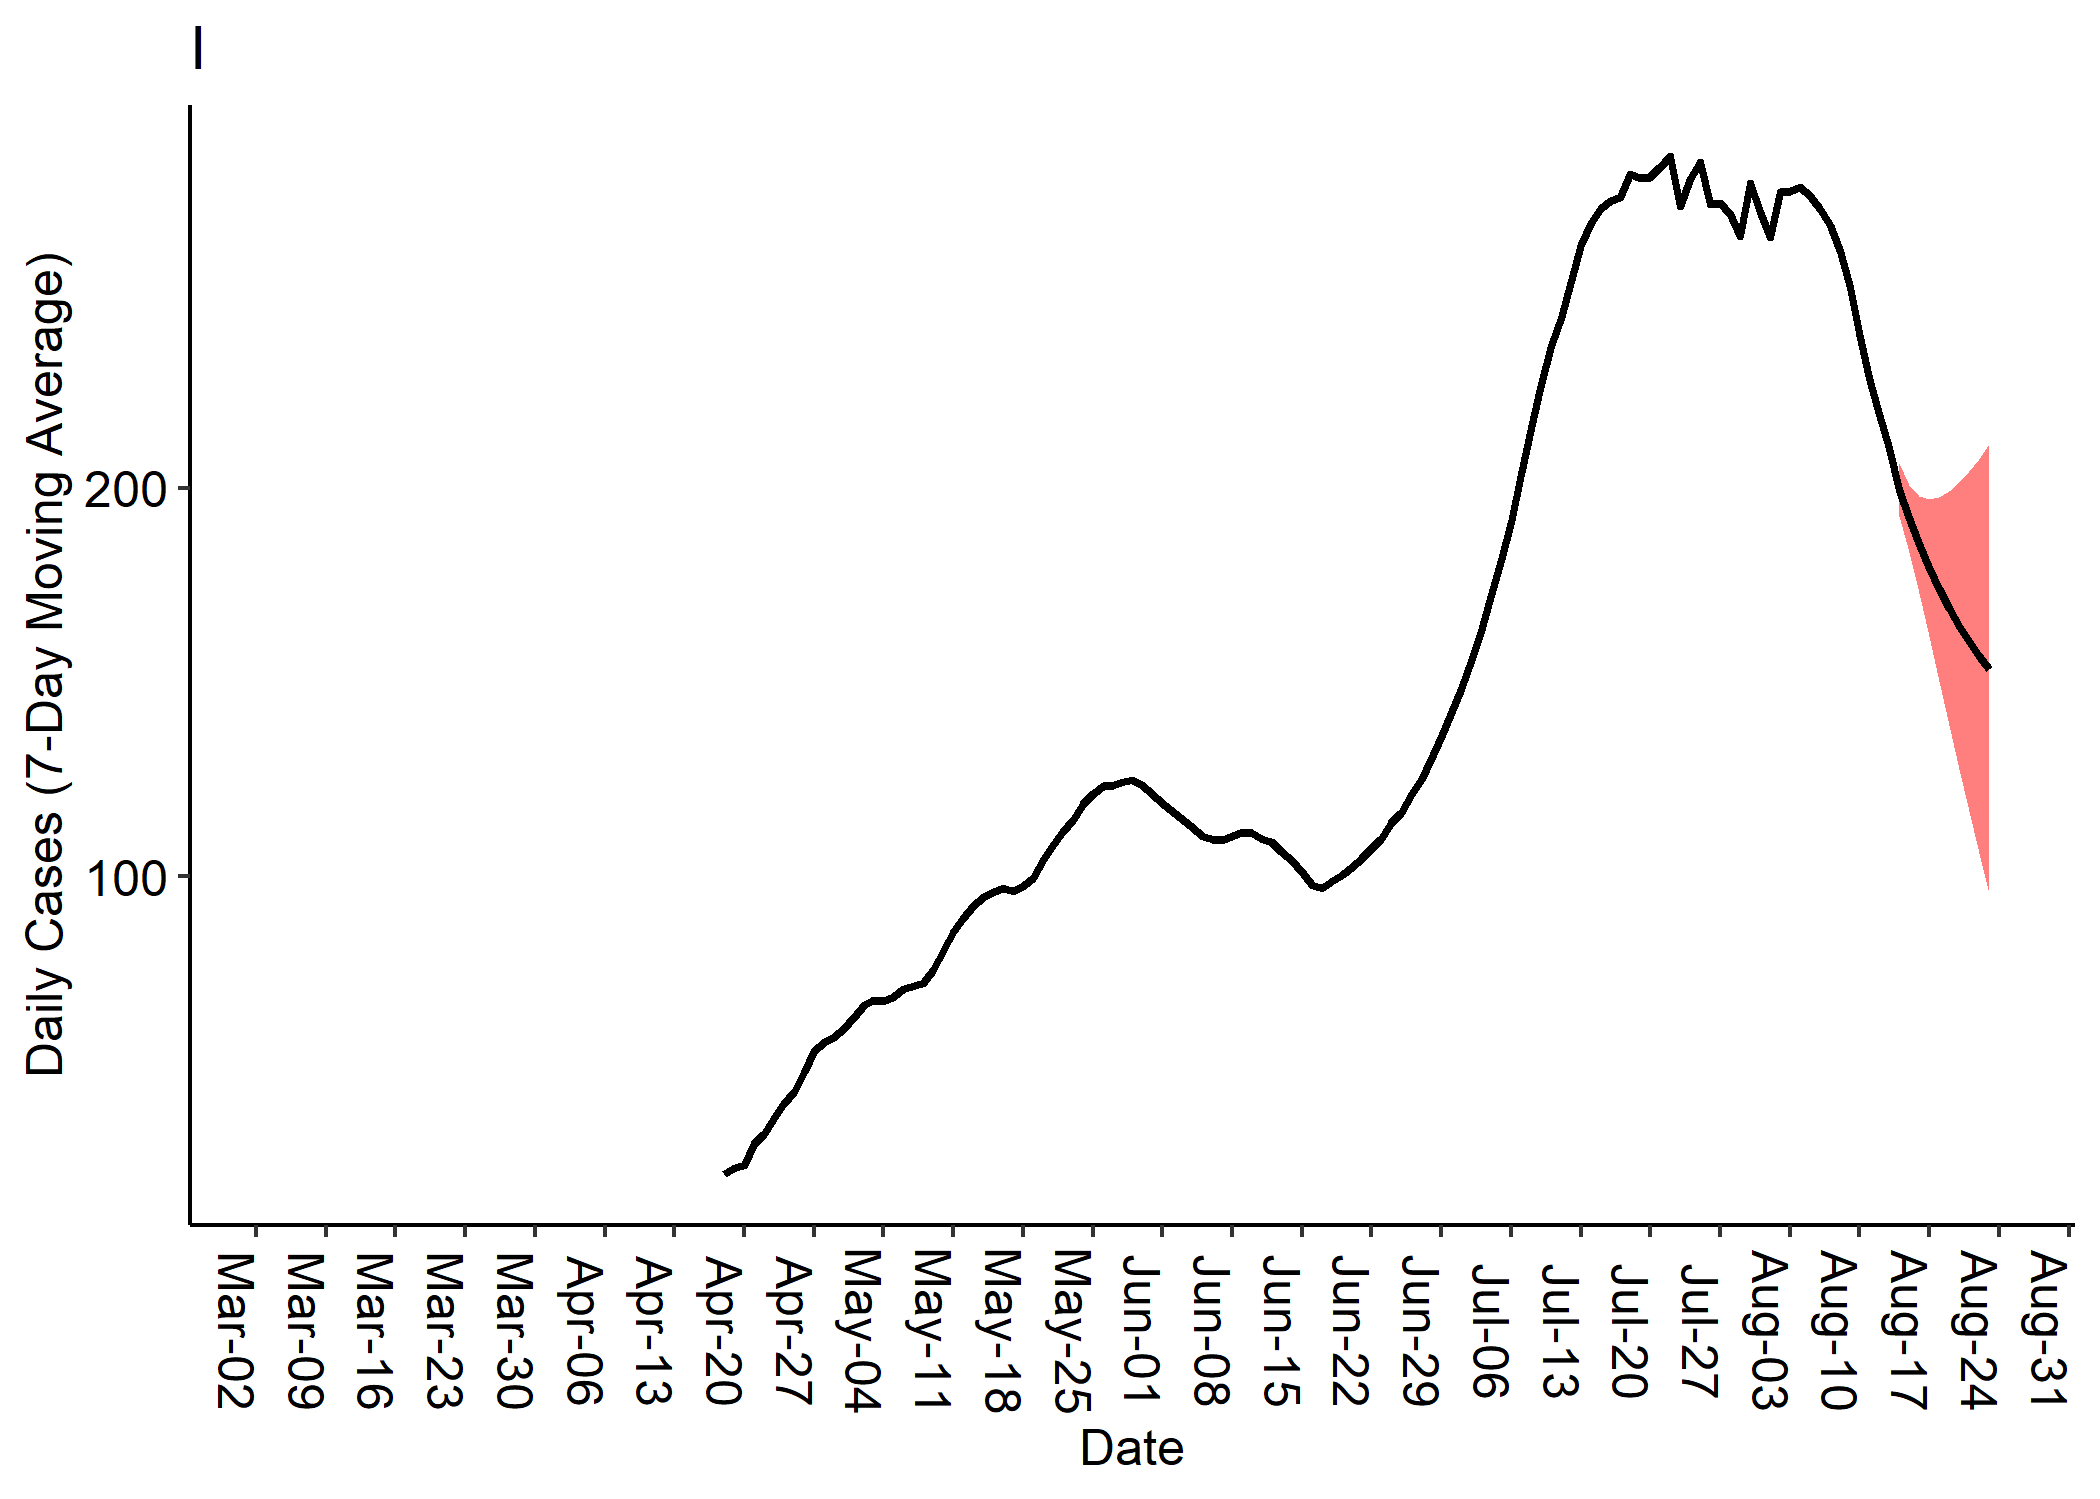 I
Daily Cases (7-Day Moving Average)
200
100
Mar-02
Mar-09
Mar-16
Mar-23
Mar-30
Apr-06
Apr-13
Apr-20
Apr-27
May-04
May-11
May-18
May-25
Jun-01
Jun-08
Jun-15
Jun-22
Jun-29
Jul-06
Jul-13
Jul-20
Jul-27
Aug-03
Aug-10
Aug-17
Aug-24
Aug-31
Date